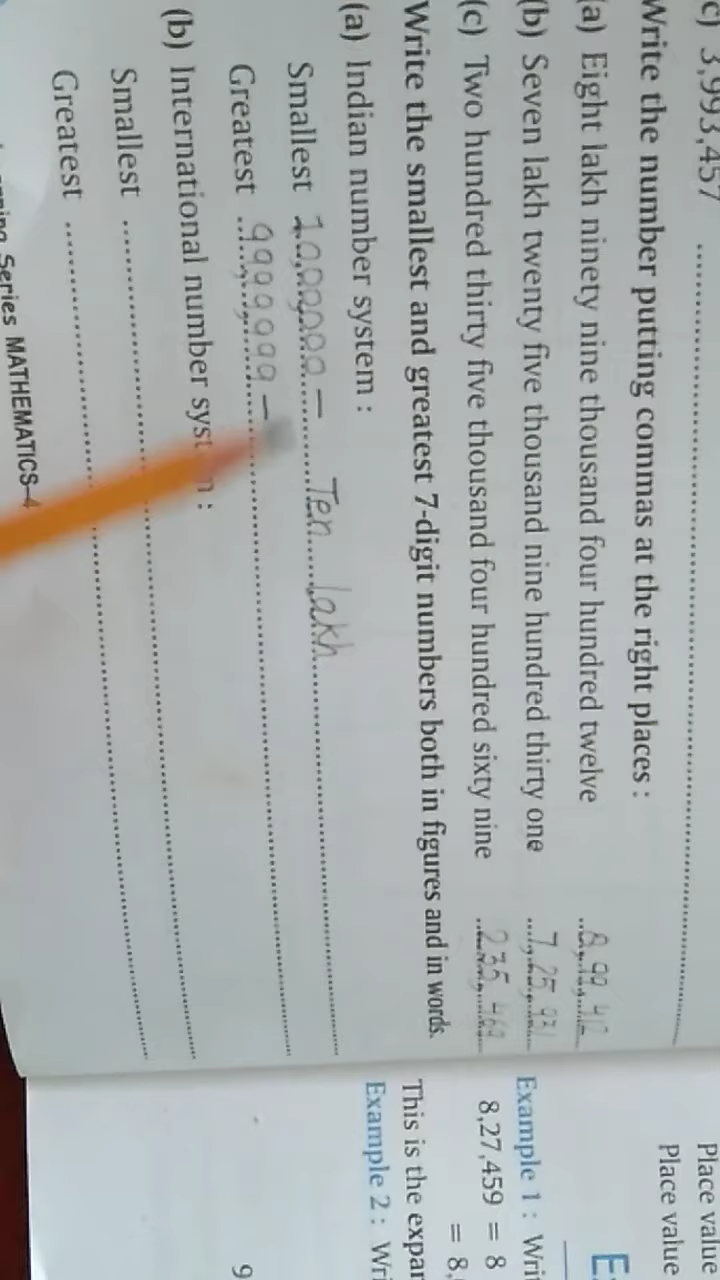 c) 3,993,457
Write the number putting commas at the right places :
(a) Eight lakh ninety nine thousand four hundred twelve 8,99,412
(b) Seven lakh twenty five thousand nine hundred thirty one 7,25,931
(c) Two hundred thirty five thousand four hundred sixty nine 235,469
Write the smallest and greatest 7-digit numbers both in figures and in words.
(a) Indian number system :
Smallest 10,00,000 — Ten lakh
Greatest 99,99,999 —
(b) International number system :
Smallest
Greatest
Series MATHEMATICS-4
Place value
Place value
Example 1 : Wri
8,27,459 = 8
= 8,
This is the expan
Example 2 : Wri
9